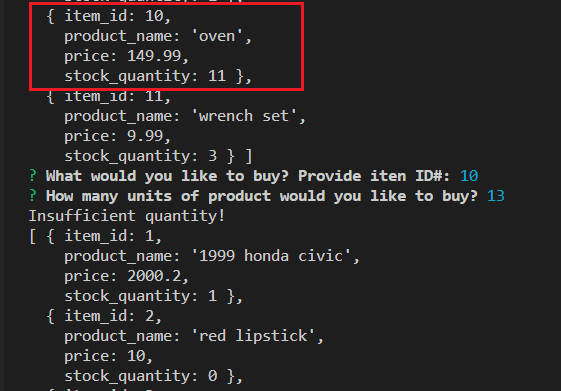 { item_id: 10,
product_name: 'oven',
price: 149.99,
stock_quantity: 11 },
{ item_id: 11,
product_name: 'wrench set',
price: 9.99,
stock_quantity: 3 } ]
? What would you like to buy? Provide iten ID#: 10
? How many units of product would you like to buy? 13
Insufficient quantity!
[ { item_id: 1,
product_name: '1999 honda civic',
price: 2000.2,
stock_quantity: 1 },
{ item_id: 2,
product_name: 'red lipstick',
price: 10,
stock_quantity: 0 },